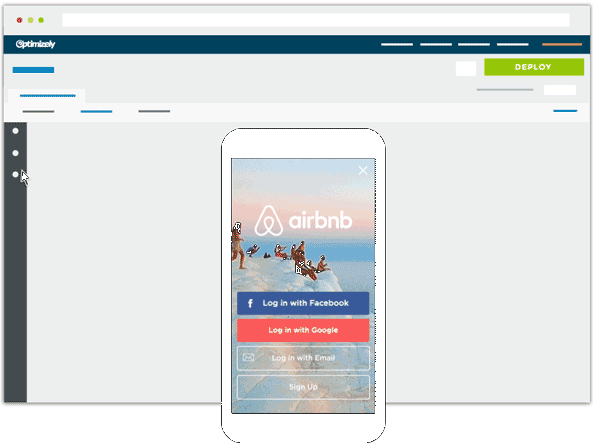 Optimizely
DEPLOY
airbnb
Log in with Facebook
Log in with Google
Log in with Email
Sign Up